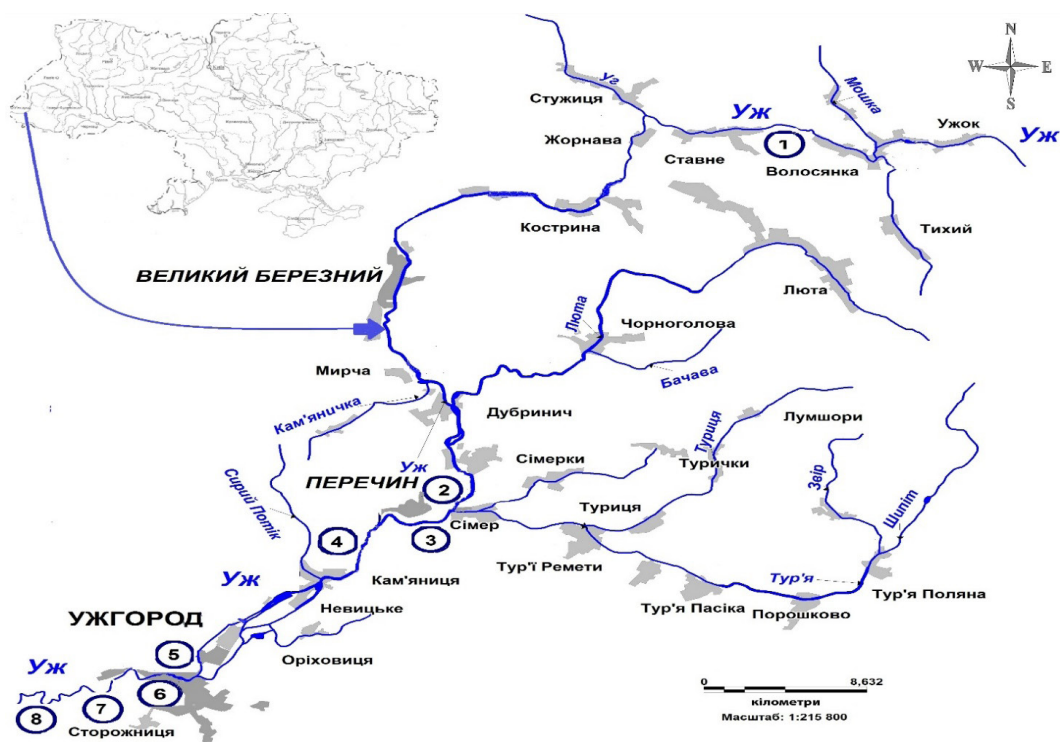 N
W E
S
Уг
Стужиця
Мошка
Уж
Ужок
Уж
Жорнава
Ставне
1
Волосянка
Кострина
Тихий
ВЕЛИКИЙ БЕРЕЗНИЙ
Люта
Люта
Чорноголова
Мирча
Бачава
Кам'яничка
Дубринич
Лумшори
Туриця
Сімерки
Турички
Уж
ПЕРЕЧИН
2
Звір
Шипіт
Сирий Потік
Туриця
Сімер
3
4
Тур'ї Ремети
Кам'яниця
Тур'я
Уж
Тур'я Поляна
Невицьке
Тур'я Пасіка
Порошково
УЖГОРОД
Оріховиця
5
Уж
6
7
8
Сторожниця
0 8,632
кілометри
Масштаб: 1:215 800